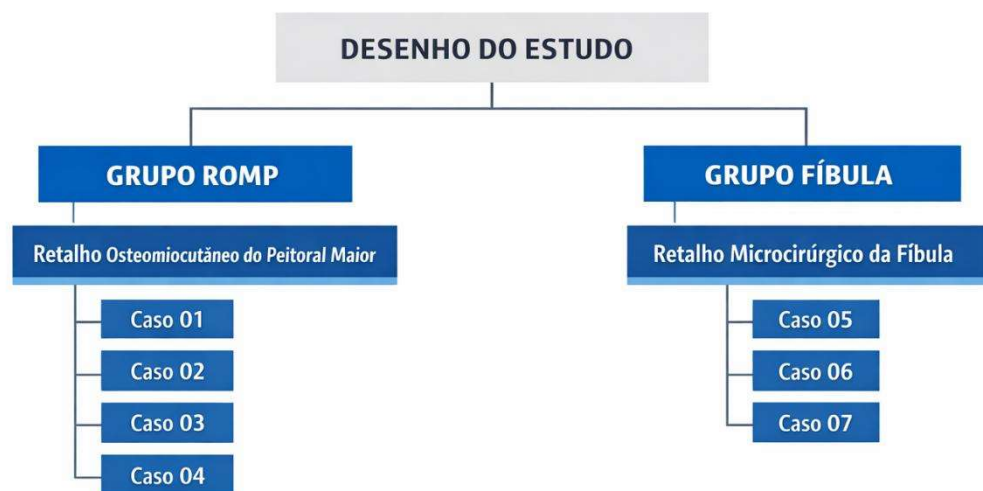 DESENHO DO ESTUDO
GRUPO ROMP
Retalho Osteomiocutâneo do Peitoral Maior
Caso 01
Caso 02
Caso 03
Caso 04
GRUPO FÍBULA
Retalho Microcirúrgico da Fíbula
Caso 05
Caso 06
Caso 07